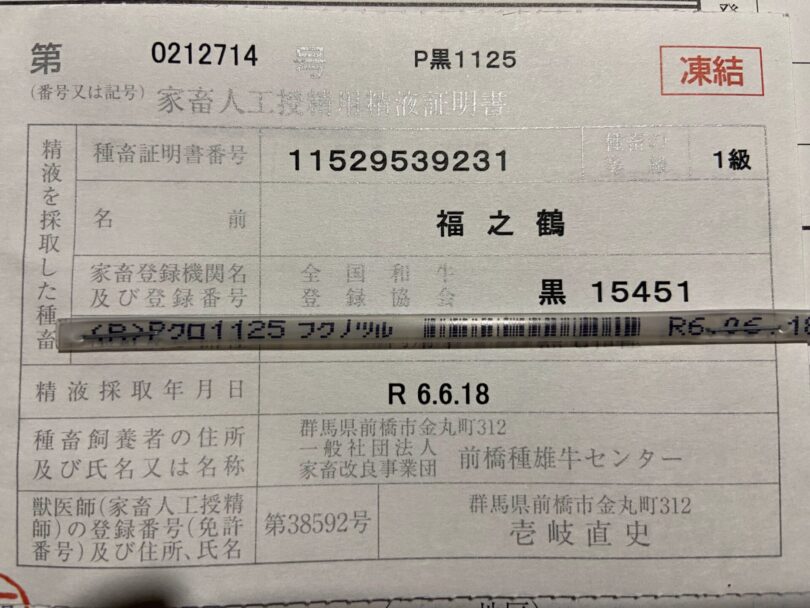 第 0212714 号 P黒1125
凍結
(番号又は記号)
家畜人工授精用精液証明書
精液を採取した種畜
種畜証明書番号 11529539231
1級
名前 福之鶴
家畜登録機関名 全国和牛
及び登録番号 登録協会 黒 15451
(R)Pクロ1125 フクノツル R6.06.18
精液採取年月日 R 6.6.18
種畜飼養者の住所
及び氏名又は名称
群馬県前橋市金丸町312
一般社団法人
家畜改良事業団 前橋種雄牛センター
獣医師(家畜人工授精
師)の登録番号(免許
番号)及び住所、氏名
第38592号
群馬県前橋市金丸町312
壱岐直史